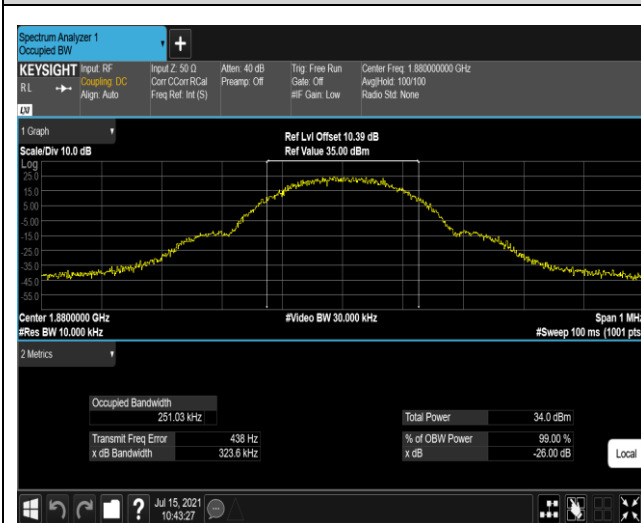 Spectrum Analyzer 1
Occupied BW
KEYSIGHT Input: RF Input Z: 50 Ω Atten: 40 dB Trig: Free Run Center Freq: 1.880000000 GHz
R L Coupling: DC Corr CCorr RCal Preamp: Off Gate: Off Avg|Hold: 100/100
Align: Auto Freq Ref: Int (S) #IF Gain: Low Radio Std: None
LXI
1 Graph Ref Lvl Offset 10.39 dB
Scale/Div 10.0 dB Ref Value 35.00 dBm
Log
25.0
15.0
5.00
-5.00
-15.0
-25.0
-35.0
-45.0
-55.0
Center 1.8800000 GHz #Video BW 30.000 kHz Span 1 MHz
#Res BW 10.000 kHz #Sweep 100 ms (1001 pts
2 Metrics
Occupied Bandwidth
251.03 kHz Total Power 34.0 dBm
Transmit Freq Error 438 Hz % of OBW Power 99.00 %
x dB Bandwidth 323.6 kHz x dB -26.00 dB
Local
? Jul 15, 2021
10:43:27